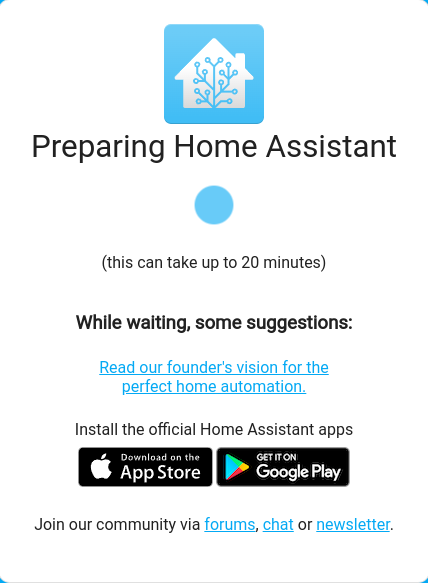 Preparing Home Assistant
(this can take up to 20 minutes)
While waiting, some suggestions:
Read our founder's vision for the
perfect home automation.
Install the official Home Assistant apps
Download on the
App Store
GET IT ON
Google Play
Join our community via forums, chat or newsletter.